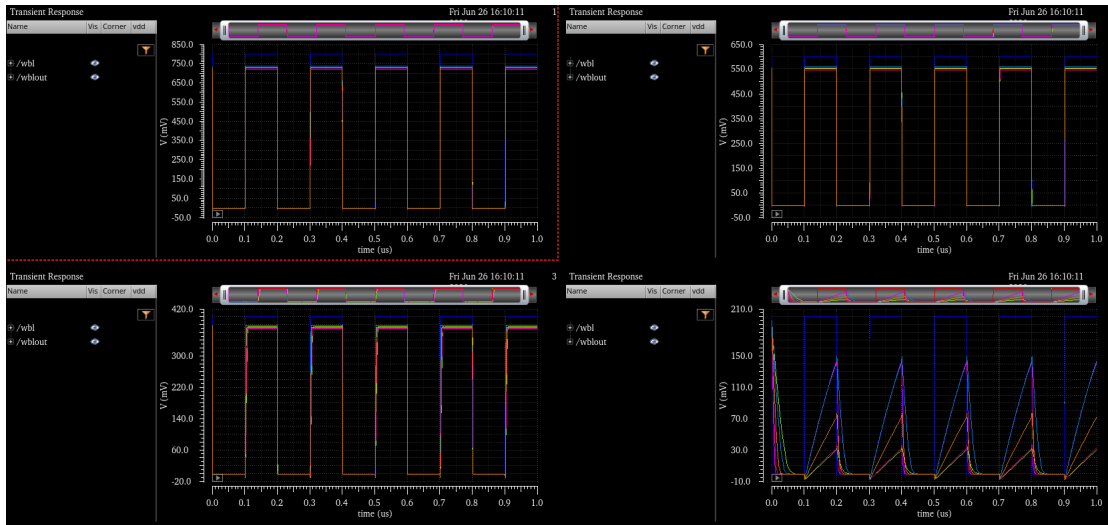 Transient Response Fri Jun 26 16:10:11 1
Name Vis Corner vdd
/wbl
/wblout
850.0
750.0
650.0
550.0
450.0
350.0
250.0
150.0
50.0
-50.0
V (mV)
0.0 0.1 0.2 0.3 0.4 0.5 0.6 0.7 0.8 0.9 1.0
time (us)
Transient Response Fri Jun 26 16:10:11
Name Vis Corner vdd
/wbl
/wblout
650.0
550.0
450.0
350.0
250.0
150.0
50.0
-50.0
V (mV)
0.0 0.1 0.2 0.3 0.4 0.5 0.6 0.7 0.8 0.9 1.0
time (us)
Transient Response Fri Jun 26 16:10:11 3
Name Vis Corner vdd
/wbl
/wblout
420.0
300.0
220.0
140.0
60.0
-20.0
V (mV)
0.0 0.1 0.2 0.3 0.4 0.5 0.6 0.7 0.8 0.9 1.0
time (us)
Transient Response Fri Jun 26 16:10:11
Name Vis Corner vdd
/wbl
/wblout
210.0
150.0
110.0
70.0
30.0
-10.0
V (mV)
0.0 0.1 0.2 0.3 0.4 0.5 0.6 0.7 0.8 0.9 1.0
time (us)